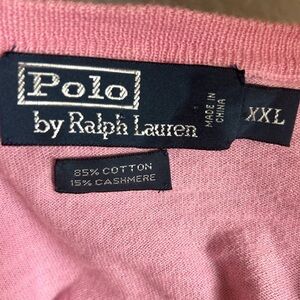 Polo
by Ralph Lauren
MADE IN
CHINA
XXL
85% COTTON
15% CASHMERE